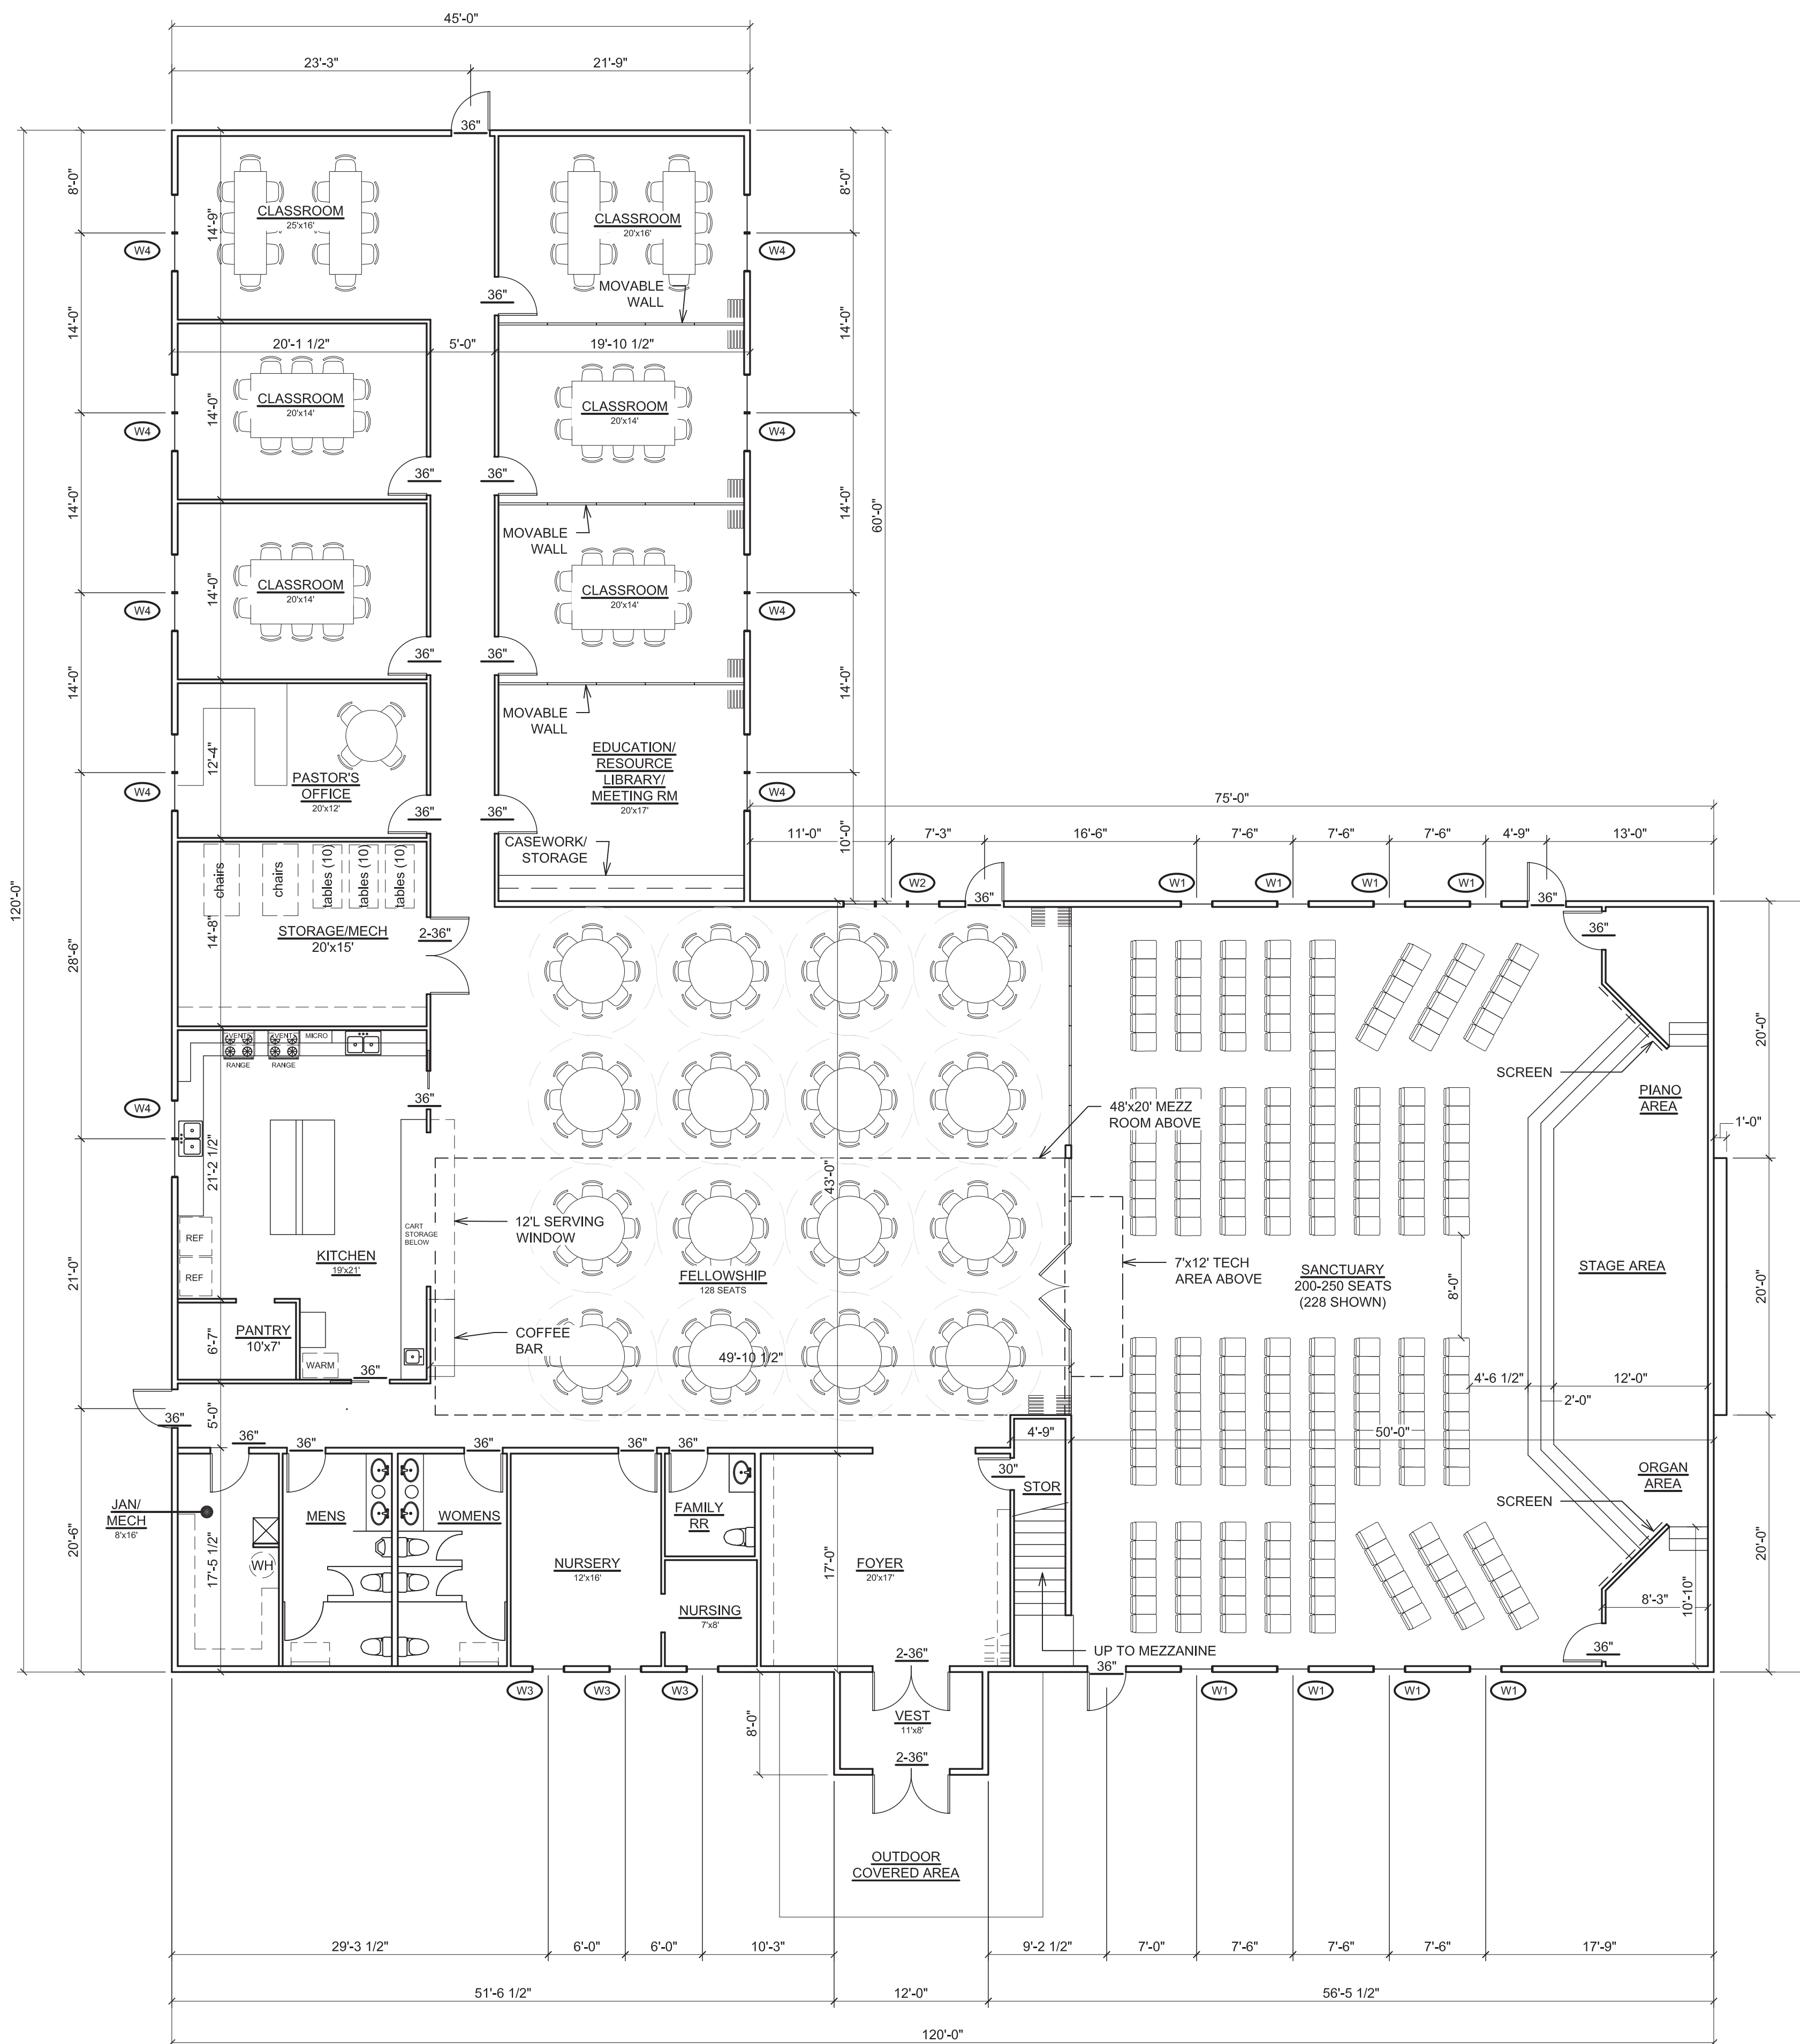 45'-0"
23'-3"
21'-9"
36"
8'-0"
14'-9"
CLASSROOM
25'x16'
CLASSROOM
20'x16'
8'-0"
W4
W4
MOVABLE
WALL
36"
14'-0"
14'-0"
20'-1 1/2"
5'-0"
19'-10 1/2"
14'-0"
CLASSROOM
20'x14'
CLASSROOM
20'x14'
W4
W4
36"
36"
14'-0"
14'-0"
60'-0"
MOVABLE
WALL
14'-0"
CLASSROOM
20'x14'
CLASSROOM
20'x14'
W4
W4
36"
36"
14'-0"
14'-0"
MOVABLE
WALL
12'-4"
PASTOR'S
OFFICE
20'x12'
EDUCATION/
RESOURCE
LIBRARY/
MEETING RM
20'x17'
W4
W4
36"
36"
75'-0"
11'-0"
7'-3"
16'-6"
7'-6"
7'-6"
7'-6"
4'-9"
13'-0"
10'-0"
CASEWORK/
STORAGE
120'-0"
chairs
chairs
tables (10)
tables (10)
tables (10)
W2
W1
W1
W1
W1
36"
36"
36"
28'-6"
14'-8"
STORAGE/MECH
20'x15'
2-36"
20'-0"
VENT
VENT
MICRO
RANGE
RANGE
SCREEN
PIANO
AREA
W4
36"
48'x20' MEZZ
ROOM ABOVE
1'-0"
21'-2 1/2"
43'-0"
CART
STORAGE
BELOW
12'L SERVING
WINDOW
REF
REF
KITCHEN
19'x21'
FELLOWSHIP
128 SEATS
7'x12' TECH
AREA ABOVE
SANCTUARY
200-250 SEATS
(228 SHOWN)
8'-0"
STAGE AREA
20'-0"
21'-0"
6'-7"
PANTRY
10'x7'
WARM
COFFEE
BAR
49'-10 1/2"
36"
4'-6 1/2"
12'-0"
2'-0"
36"
5'-0"
36"
36"
36"
36"
36"
4'-9"
50'-0"
30"
STOR
ORGAN
AREA
SCREEN
JAN/
MECH
8'x16'
MENS
WOMENS
FAMILY
RR
20'-6"
17'-5 1/2"
WH
NURSERY
12'x16'
17'-0"
FOYER
20'x17'
20'-0"
NURSING
7'x8'
8'-3"
10'-10"
UP TO MEZZANINE
2-36"
36"
36"
W3
W3
W3
W1
W1
W1
W1
8'-0"
VEST
11'x8'
2-36"
OUTDOOR
COVERED AREA
29'-3 1/2"
6'-0"
6'-0"
10'-3"
9'-2 1/2"
7'-0"
7'-6"
7'-6"
7'-6"
17'-9"
51'-6 1/2"
12'-0"
56'-5 1/2"
120'-0"